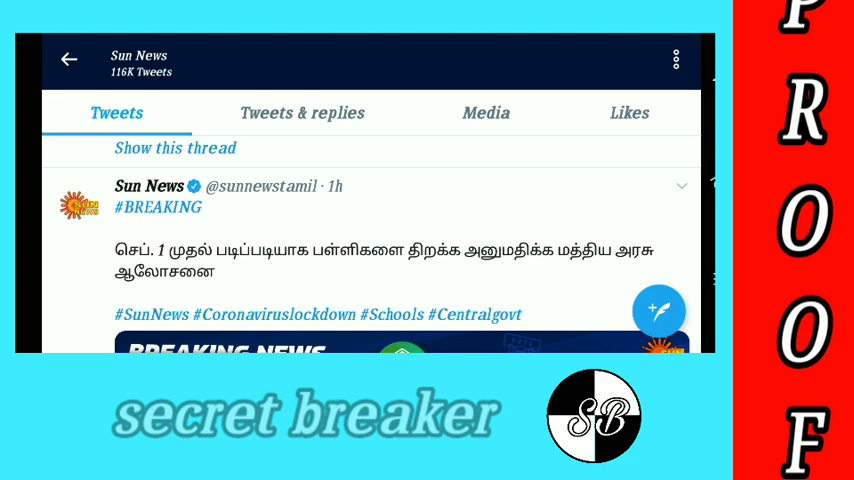 Sun News
116K Tweets
Tweets Tweets & replies Media Likes
Show this thread
Sun News @sunnewstamil · 1h
#BREAKING
செப். 1 முதல் படிப்படியாக பள்ளிகளை திறக்க அனுமதிக்க மத்திய அரசு
ஆலோசனை
#SunNews #Coronaviruslockdown #Schools #Centralgovt
BREAKING NEWS
SUN
NEWS
secret breaker
SB
PROOF